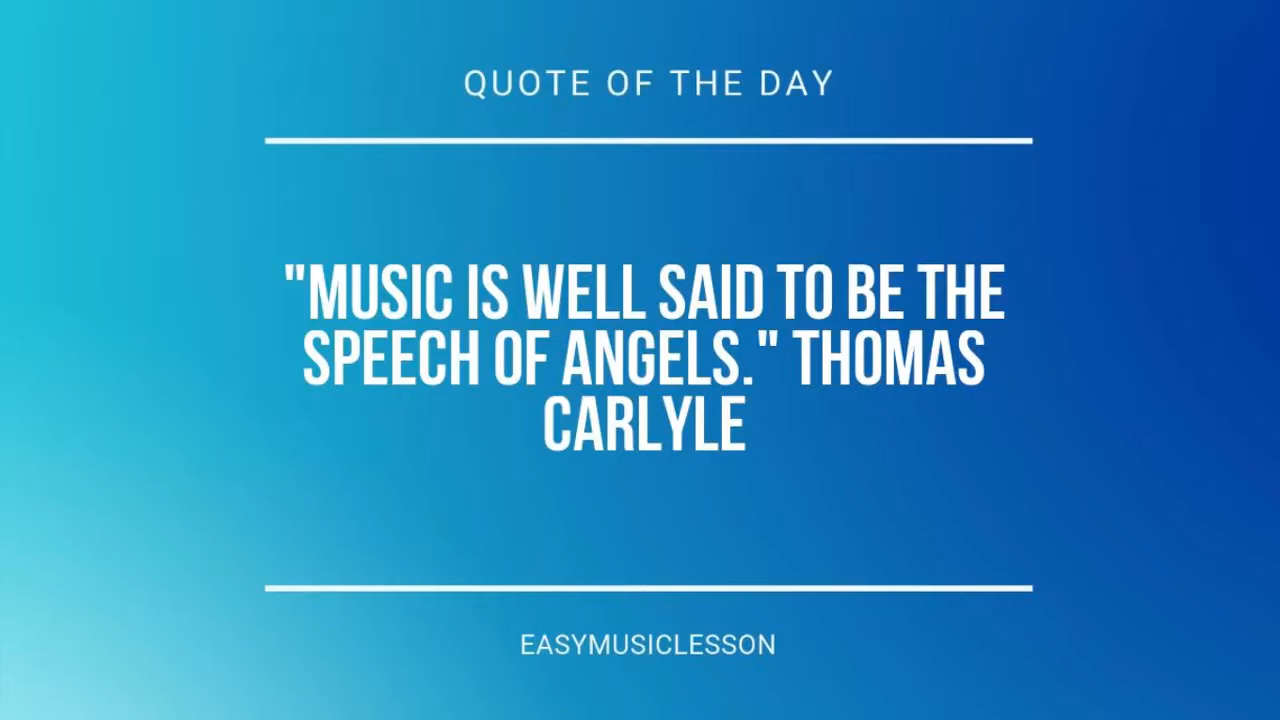 QUOTE OF THE DAY
"MUSIC IS WELL SAID TO BE THE
SPEECH OF ANGELS." THOMAS
CARLYLE
EASYMUSICLESSON